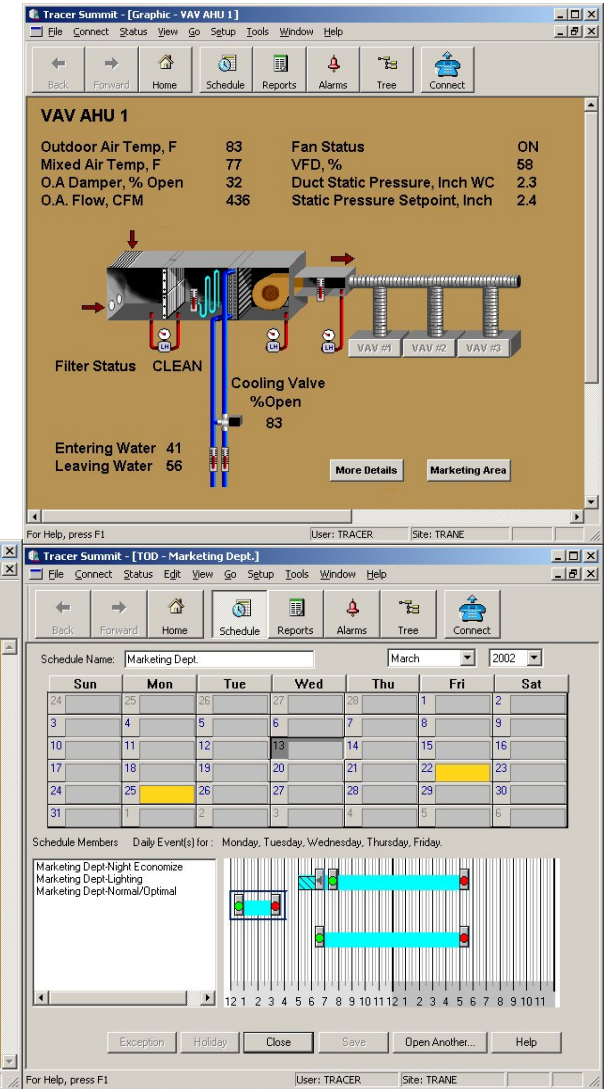 Tracer Summit - [Graphic - VAV AHU 1]
File Connect Status View Go Setup Tools Window Help
Back Forward Home Schedule Reports Alarms Tree Connect
VAV AHU 1
Outdoor Air Temp, F 83 Fan Status ON
Mixed Air Temp, F 77 VFD, % 58
O.A Damper, % Open 32 Duct Static Pressure, Inch WC 2.3
O.A. Flow, CFM 436 Static Pressure Setpoint, Inch 2.4
LH LH LH VAV #1 VAV #2 VAV #3
Filter Status CLEAN
Cooling Valve
%Open
83
Entering Water 41
Leaving Water 56
More Details Marketing Area
For Help, press F1 User: TRACER Site: TRANE
Tracer Summit - [TOD - Marketing Dept.]
File Connect Status Edit View Go Setup Tools Window Help
Back Forward Home Schedule Reports Alarms Tree Connect
Schedule Name: Marketing Dept. March 2002
Sun Mon Tue Wed Thu Fri Sat
24 25 26 27 28 1 2
3 4 5 6 7 8 9
10 11 12 13 14 15 16
17 18 19 20 21 22 23
24 25 26 27 28 29 30
31 1 2 3 4 5 6
Schedule Members Daily Event(s) for : Monday, Tuesday, Wednesday, Thursday, Friday.
Marketing Dept-Night Economize
Marketing Dept-Lighting
Marketing Dept-Normal/Optimal
12 1 2 3 4 5 6 7 8 9 10 11 12 1 2 3 4 5 6 7 8 9 10 11
Exception Holiday Close Save Open Another... Help
For Help, press F1 User: TRACER Site: TRANE